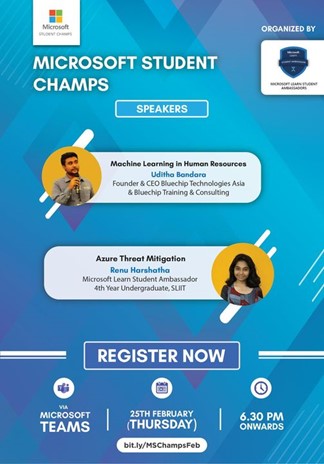 Microsoft
STUDENT CHAMPS
ORGANIZED BY
MICROSOFT LEARN STUDENT
AMBASSADORS
MICROSOFT STUDENT
CHAMPS
SPEAKERS
Machine Learning in Human Resources
Uditha Bandara
Founder & CEO Bluechip Technologies Asia
& Bluechip Training & Consulting
Azure Threat Mitigation
Renu Harshatha
Microsoft Learn Student Ambassador
4th Year Undergraduate, SLIIT
REGISTER NOW
VIA
MICROSOFT
TEAMS
25TH FEBRUARY
(THURSDAY)
6.30 PM
ONWARDS
bit.ly/MSChampsFeb